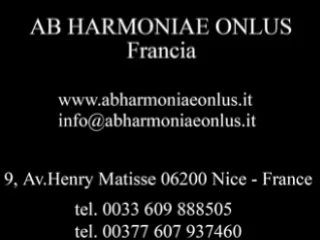 AB HARMONIAE ONLUS
Francia
www.abharmoniaeonlus.it
info@abharmoniaeonlus.it
9, Av.Henry Matisse 06200 Nice - France
tel. 0033 609 888505
tel. 00377 607 937460